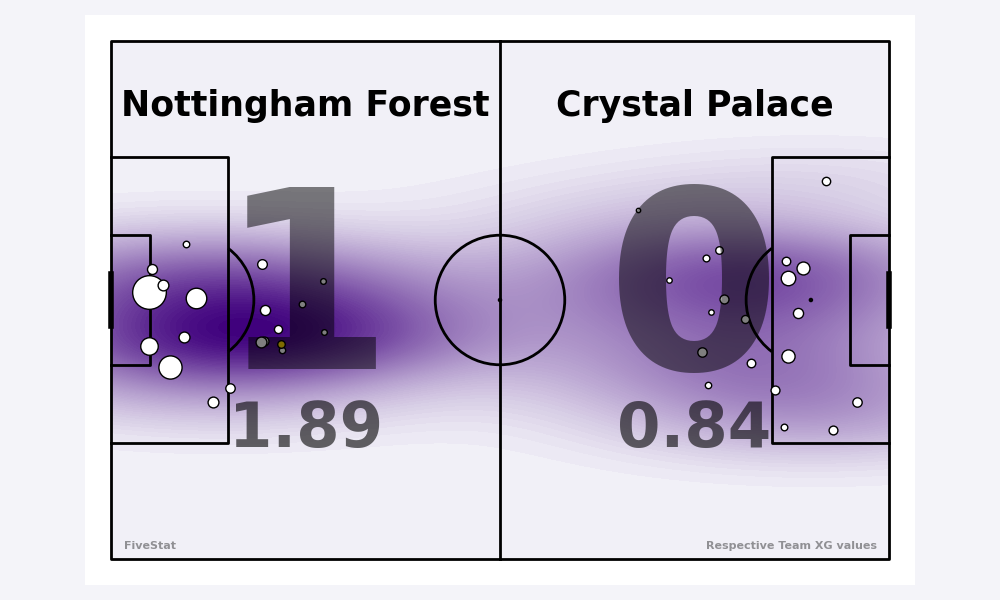 Nottingham Forest
Crystal Palace
1
0
1.89
0.84
FiveStat
Respective Team XG values